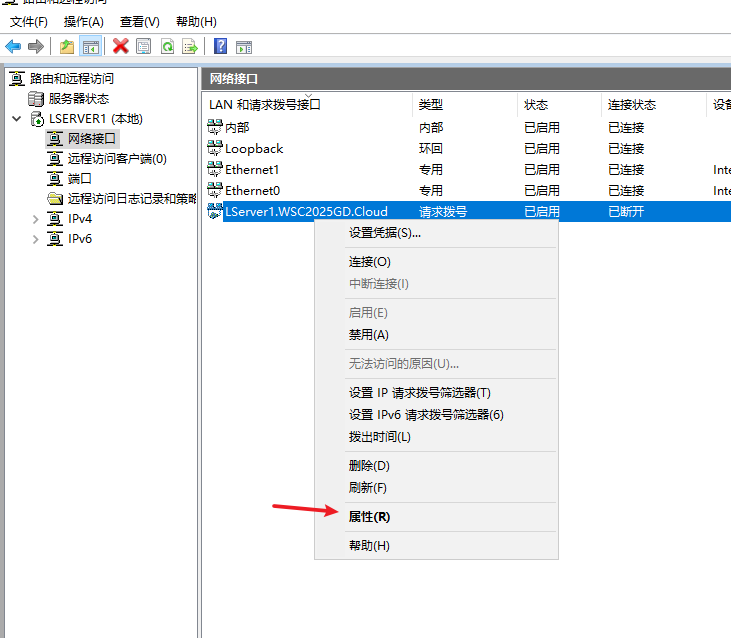 路由和远程访问
文件(F) 操作(A) 查看(V) 帮助(H)
路由和远程访问
服务器状态
LSERVER1 (本地)
网络接口
远程访问客户端(0)
端口
远程访问日志记录和策略
IPv4
IPv6
网络接口
LAN 和请求拨号接口 类型 状态 连接状态 设备
内部 内部 已启用 已连接
Loopback 环回 已启用 已连接
Ethernet1 专用 已启用 已连接 Inte
Ethernet0 专用 已启用 已连接 Inte
LServer1.WSC2025GD.Cloud 请求拨号 已启用 已断开
设置凭据(S)...
连接(O)
中断连接(I)
启用(E)
禁用(A)
无法访问的原因(U)...
设置 IP 请求拨号筛选器(T)
设置 IPv6 请求拨号筛选器(6)
拨出时间(L)
删除(D)
刷新(F)
属性(R)
帮助(H)